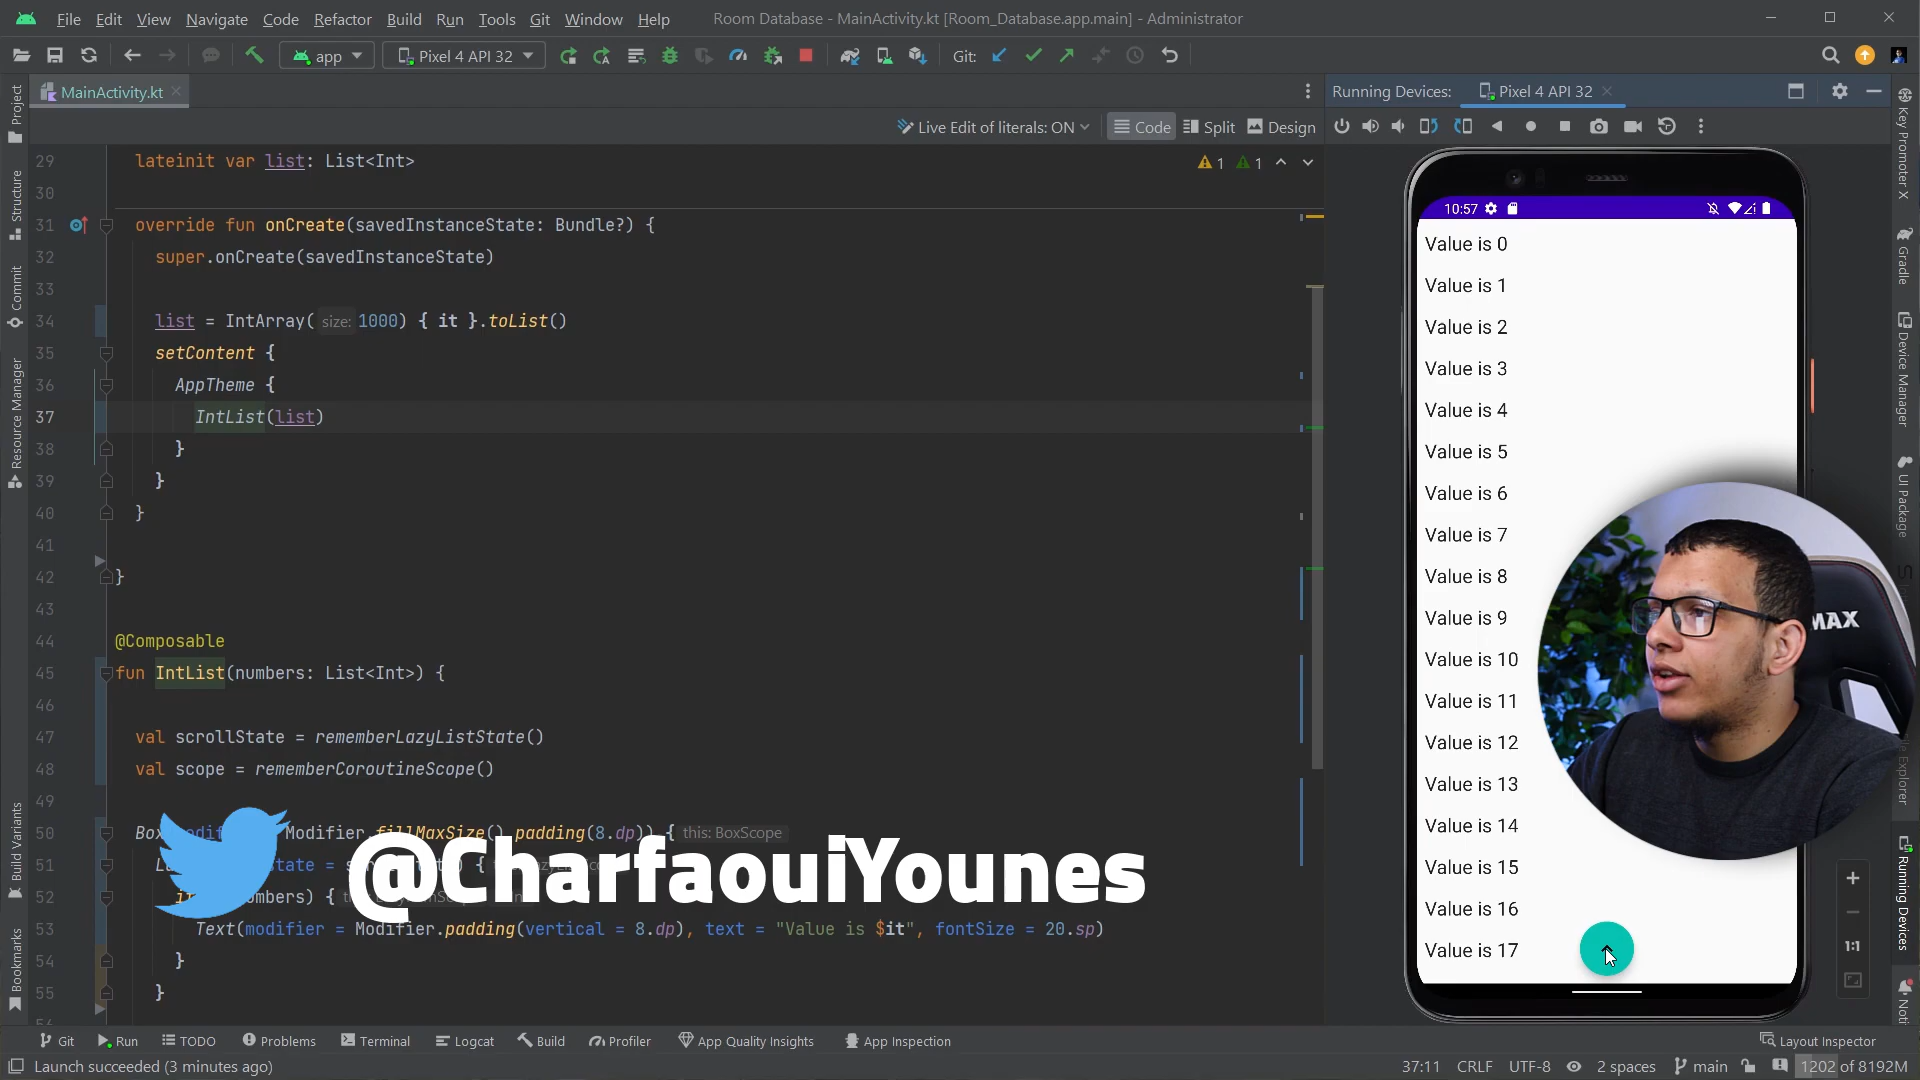 File Edit View Navigate Code Refactor Build Run Tools Git Window Help Room Database - MainActivity.kt [Room_Database.app.main] - Administrator
app Pixel 4 API 32 Git:
MainActivity.kt
Running Devices: Pixel 4 API 32
Live Edit of literals: ON Code Split Design
29 lateinit var list: List<Int>
1 1
30
31 override fun onCreate(savedInstanceState: Bundle?) {
32 super.onCreate(savedInstanceState)
33
34 list = IntArray( size: 1000) { it }.toList()
35 setContent {
36 AppTheme {
37 IntList(list)
38 }
39 }
40 }
41
42 }
43
44 @Composable
45 fun IntList(numbers: List<Int>) {
46
47 val scrollState = rememberLazyListState()
48 val scope = rememberCoroutineScope()
49
50 Box Modifier.fillMaxSize().padding(8.dp)) { this: BoxScope
51 state = {
52 numbers) {
53 Text(modifier = Modifier.padding(vertical = 8.dp), text = "Value is $it", fontSize = 20.sp)
54 }
55 }
@CharfaouiYounes
10:57
Value is 0
Value is 1
Value is 2
Value is 3
Value is 4
Value is 5
Value is 6
Value is 7
Value is 8
Value is 9
Value is 10
Value is 11
Value is 12
Value is 13
Value is 14
Value is 15
Value is 16
Value is 17
MAX
1:1
Project
Structure
Commit
Resource Manager
Build Variants
Bookmarks
Key Promoter X
Gradle
Device Manager
UI Package
File Explorer
Running Devices
Git Run TODO Problems Terminal Logcat Build Profiler App Quality Insights App Inspection Layout Inspector
Launch succeeded (3 minutes ago) 37:11 CRLF UTF-8 2 spaces main 1202 of 8192M